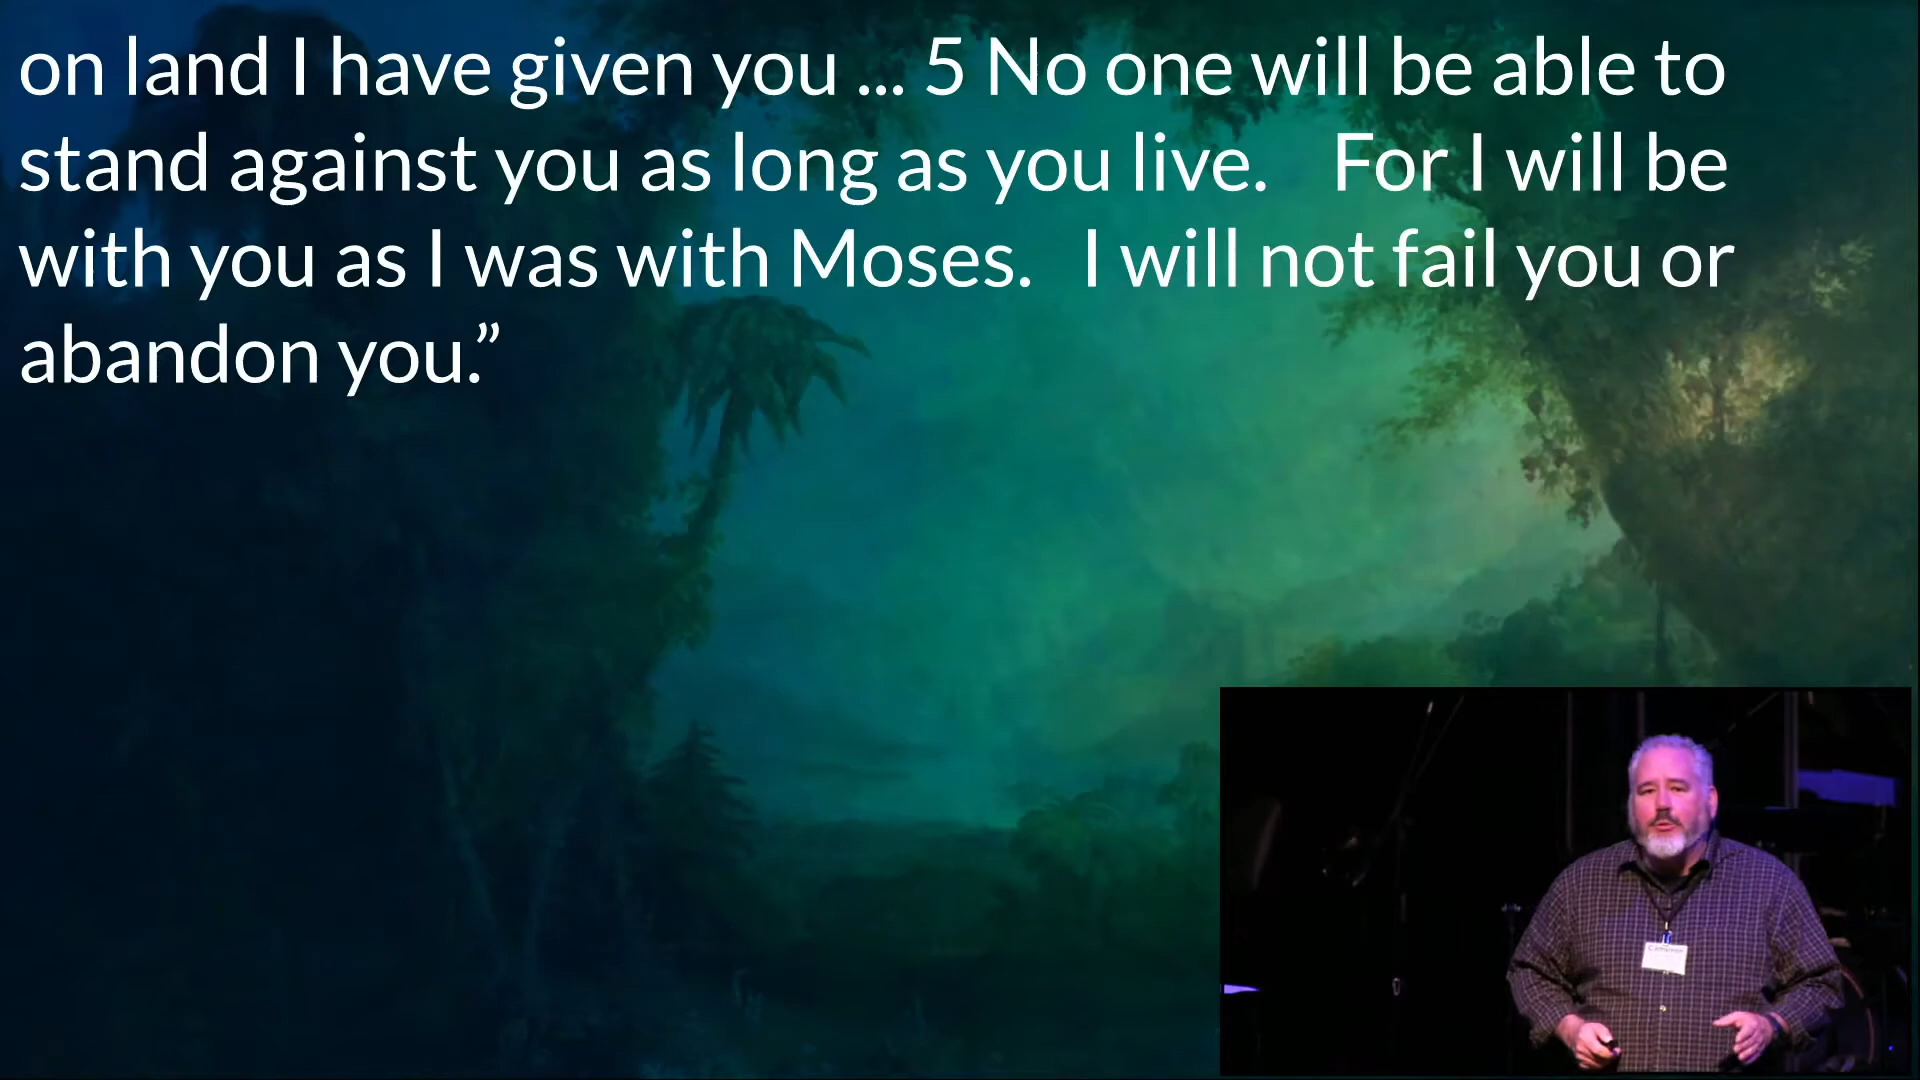 on land I have given you ... 5 No one will be able to
stand against you as long as you live. For I will be
with you as I was with Moses. I will not fail you or
abandon you.”